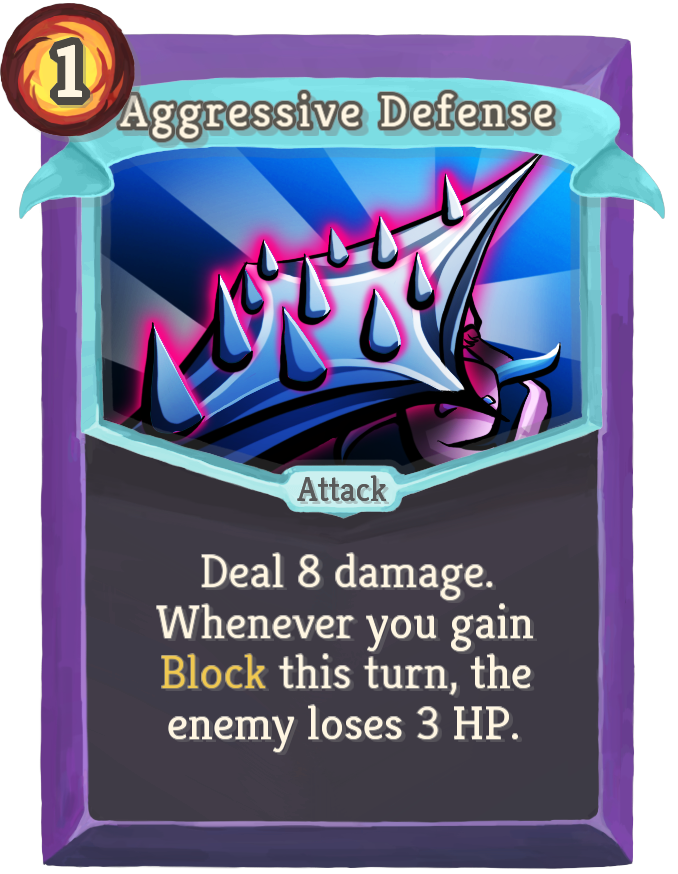 1
Aggressive Defense
Attack
Deal 8 damage.
Whenever you gain
Block this turn, the
enemy loses 3 HP.